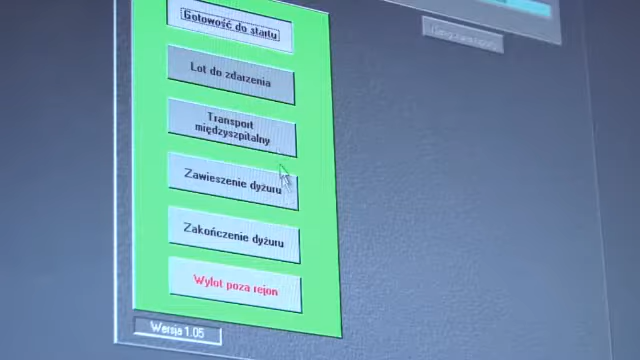 Gotowość do startu
Lot do zdarzenia
Transport
międzyszpitalny
Zawieszenie dyżuru
Zakończenie dyżuru
Wylot poza rejon
Wersja 1.05